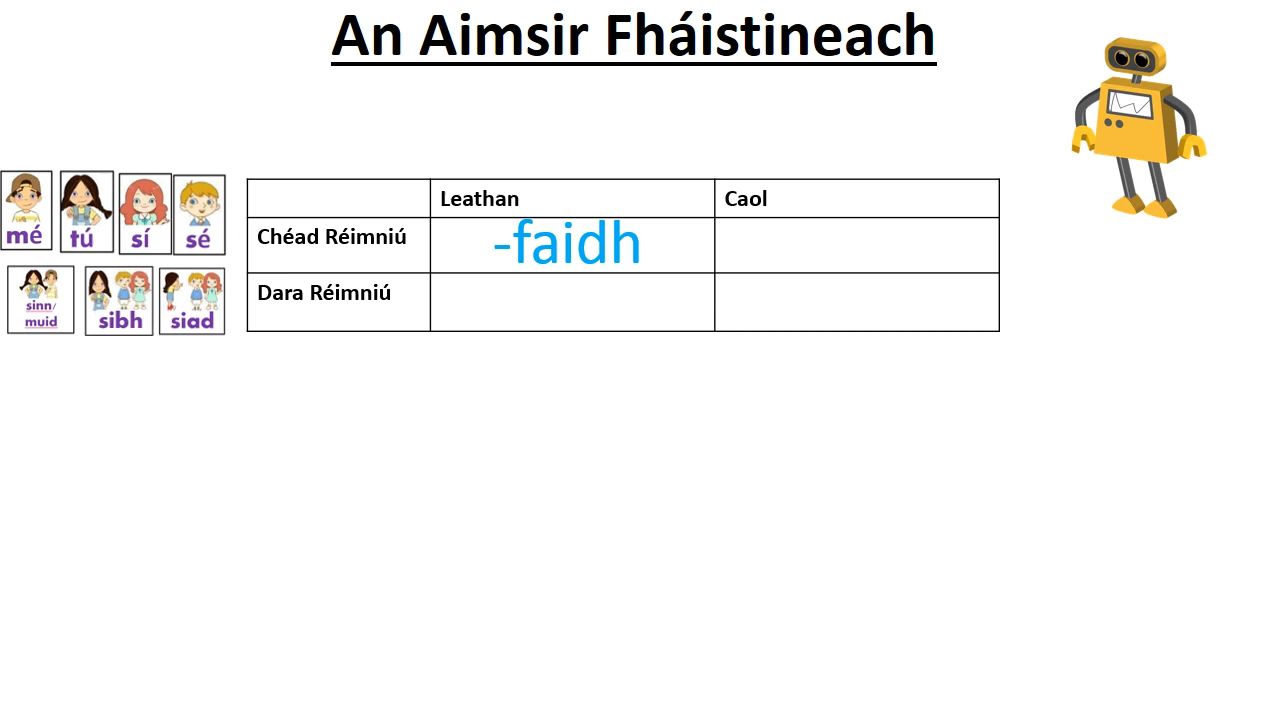 An Aimsir Fháistineach
mé tú sí sé
sinn/
muid
sibh siad
Leathan Caol
Chéad Réimniú -faidh
Dara Réimniú